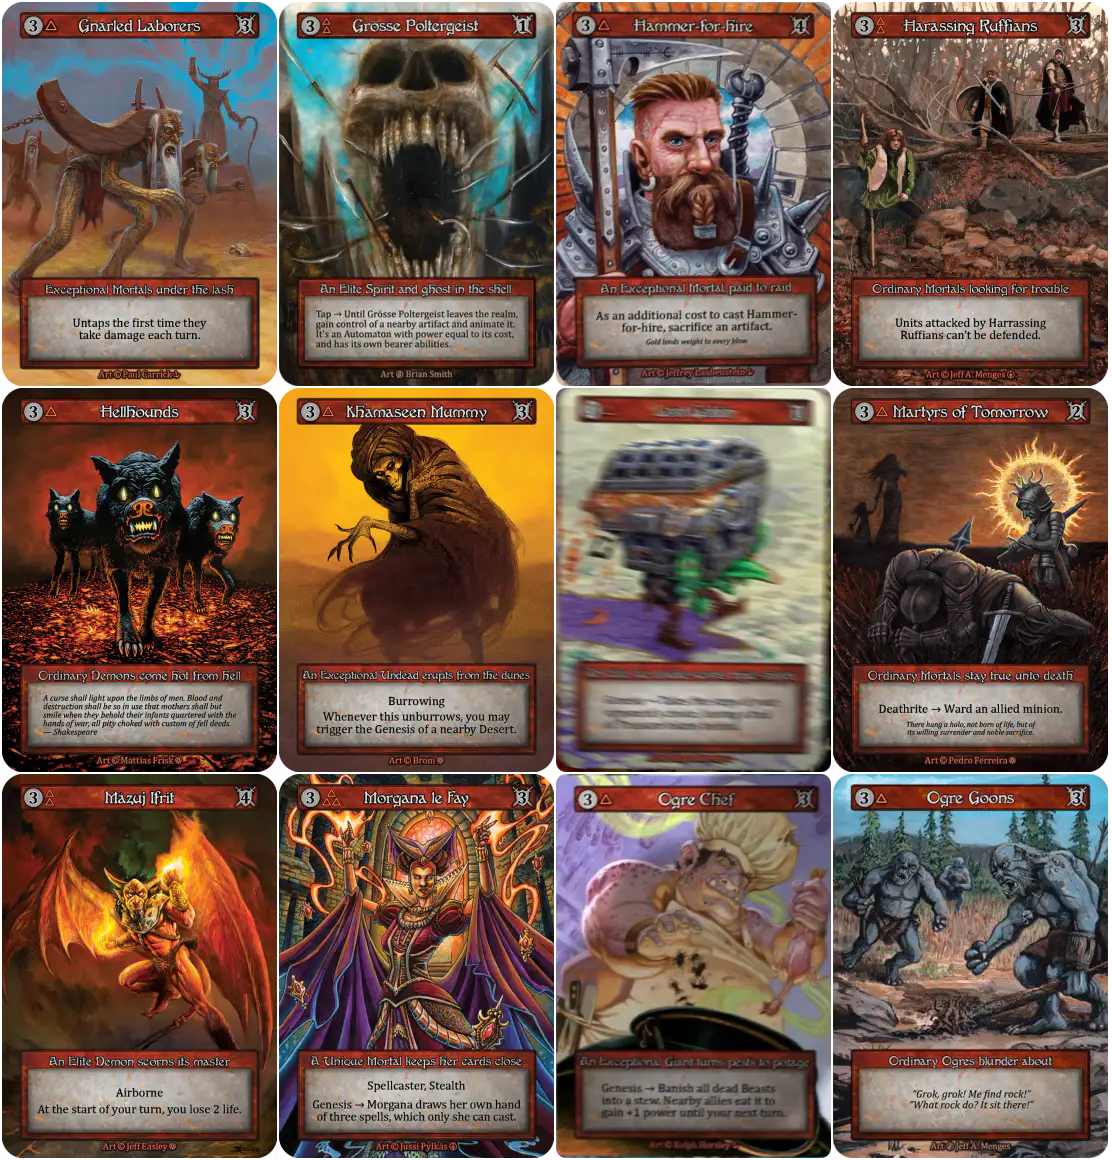 3 Gnarled Laborers 3
Exceptional Mortals under the lash
Untaps the first time they
take damage each turn.
Art © Paul Carrick
3 Grösse Poltergeist 1
An Elite Spirit and ghost in the shell
Tap → Until Grösse Poltergeist leaves the realm,
gain control of a nearby artifact and animate it.
It's an Automaton with power equal to its cost,
and has its own bearer abilities.
Art @ Brian Smith
3 Hammer-for-hire 4
An Exceptional Mortal paid to raid
As an additional cost to cast Hammer-
for-hire, sacrifice an artifact.
Gold lends weight to every blow.
Art © Jeffrey Laubenstein
3 Harassing Ruffians 3
Ordinary Mortals looking for trouble
Units attacked by Harrassing
Ruffians can't be defended.
Art © Jeff A. Menges
3 Hellhounds 3
Ordinary Demons come hot from hell
A curse shall light upon the limbs of men. Blood and
destruction shall be so in use that mothers shall but
smile when they behold their infants quartered with the
hands of war, all pity choked with custom of fell deeds.
— Shakespeare
Art © Mattias Frisk
3 Khamaseen Mummy 3
An Exceptional Undead erupts from the dunes
Burrowing
Whenever this unburrows, you may
trigger the Genesis of a nearby Desert.
Art © Brom
3 Martyrs of Tomorrow 2
Ordinary Mortals stay true unto death
Deathrite → Ward an allied minion.
There hung a halo, not born of life, but of
its willing surrender and noble sacrifice.
Art © Pedro Ferreira
3 Mazuj Ifrit 4
An Elite Demon scorns its master
Airborne
At the start of your turn, you lose 2 life.
Art © Jeff Easley
3 Morgana le Fay 3
A Unique Mortal keeps her cards close
Spellcaster, Stealth
Genesis → Morgana draws her own hand
of three spells, which only she can cast.
Art © Jussi Pylkäs
3 Ogre Chef 3
An Exceptional Giant turns pests to potage
Genesis → Banish all dead Beasts
into a stew. Nearby allies eat it to
gain +1 power until your next turn.
Art © Ralph Horsley
3 Ogre Goons 3
Ordinary Ogres blunder about
"Grok, grok! Me find rock!"
"What rock do? It sit there!"
Art @ Jeff A. Menges